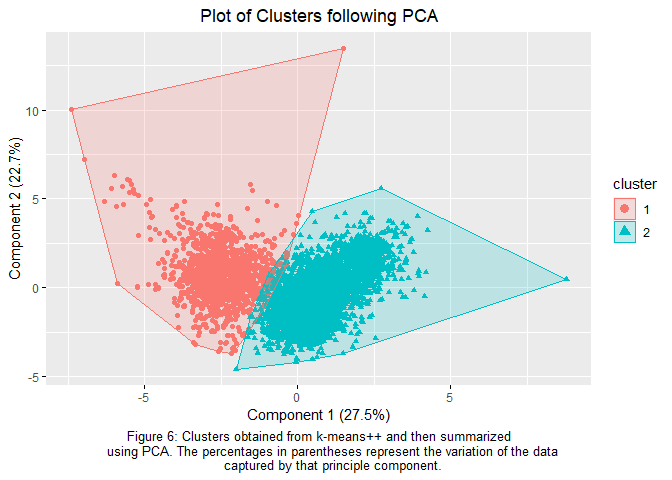 Plot of Clusters following PCA
Component 2 (22.7%)
10
5
0
-5
-5
0
5
Component 1 (27.5%)
cluster
1
2
Figure 6: Clusters obtained from k-means++ and then summarized
using PCA. The percentages in parentheses represent the variation of the data
captured by that principle component.